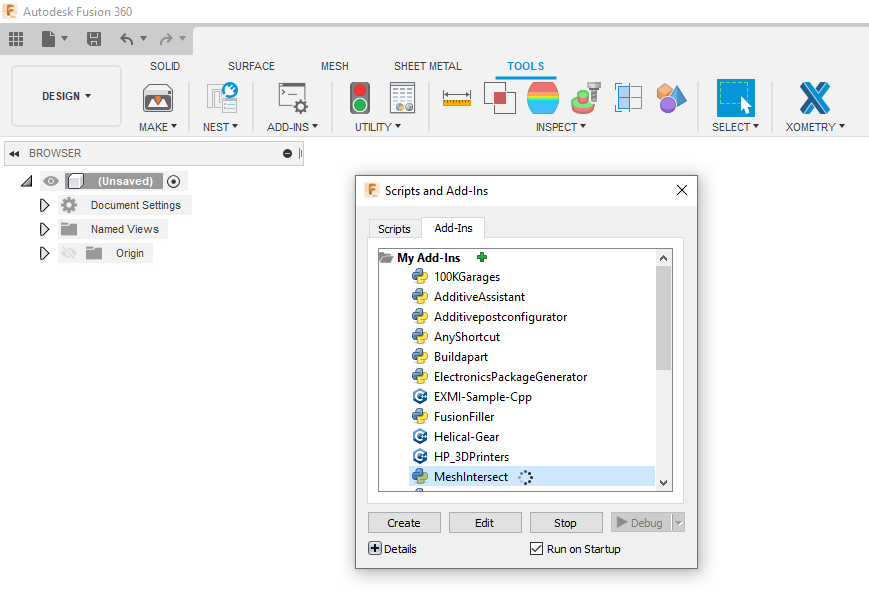 Autodesk Fusion 360
SOLID SURFACE MESH SHEET METAL TOOLS
DESIGN
MAKE NEST ADD-INS UTILITY INSPECT SELECT XOMETRY
BROWSER
(Unsaved)
Document Settings
Named Views
Origin
Scripts and Add-Ins
Scripts Add-Ins
My Add-Ins
100KGarages
AdditiveAssistant
Additivepostconfigurator
AnyShortcut
Buildapart
ElectronicsPackageGenerator
EXMI-Sample-Cpp
FusionFiller
Helical-Gear
HP_3DPrinters
MeshIntersect
Create Edit Stop Debug
Details Run on Startup